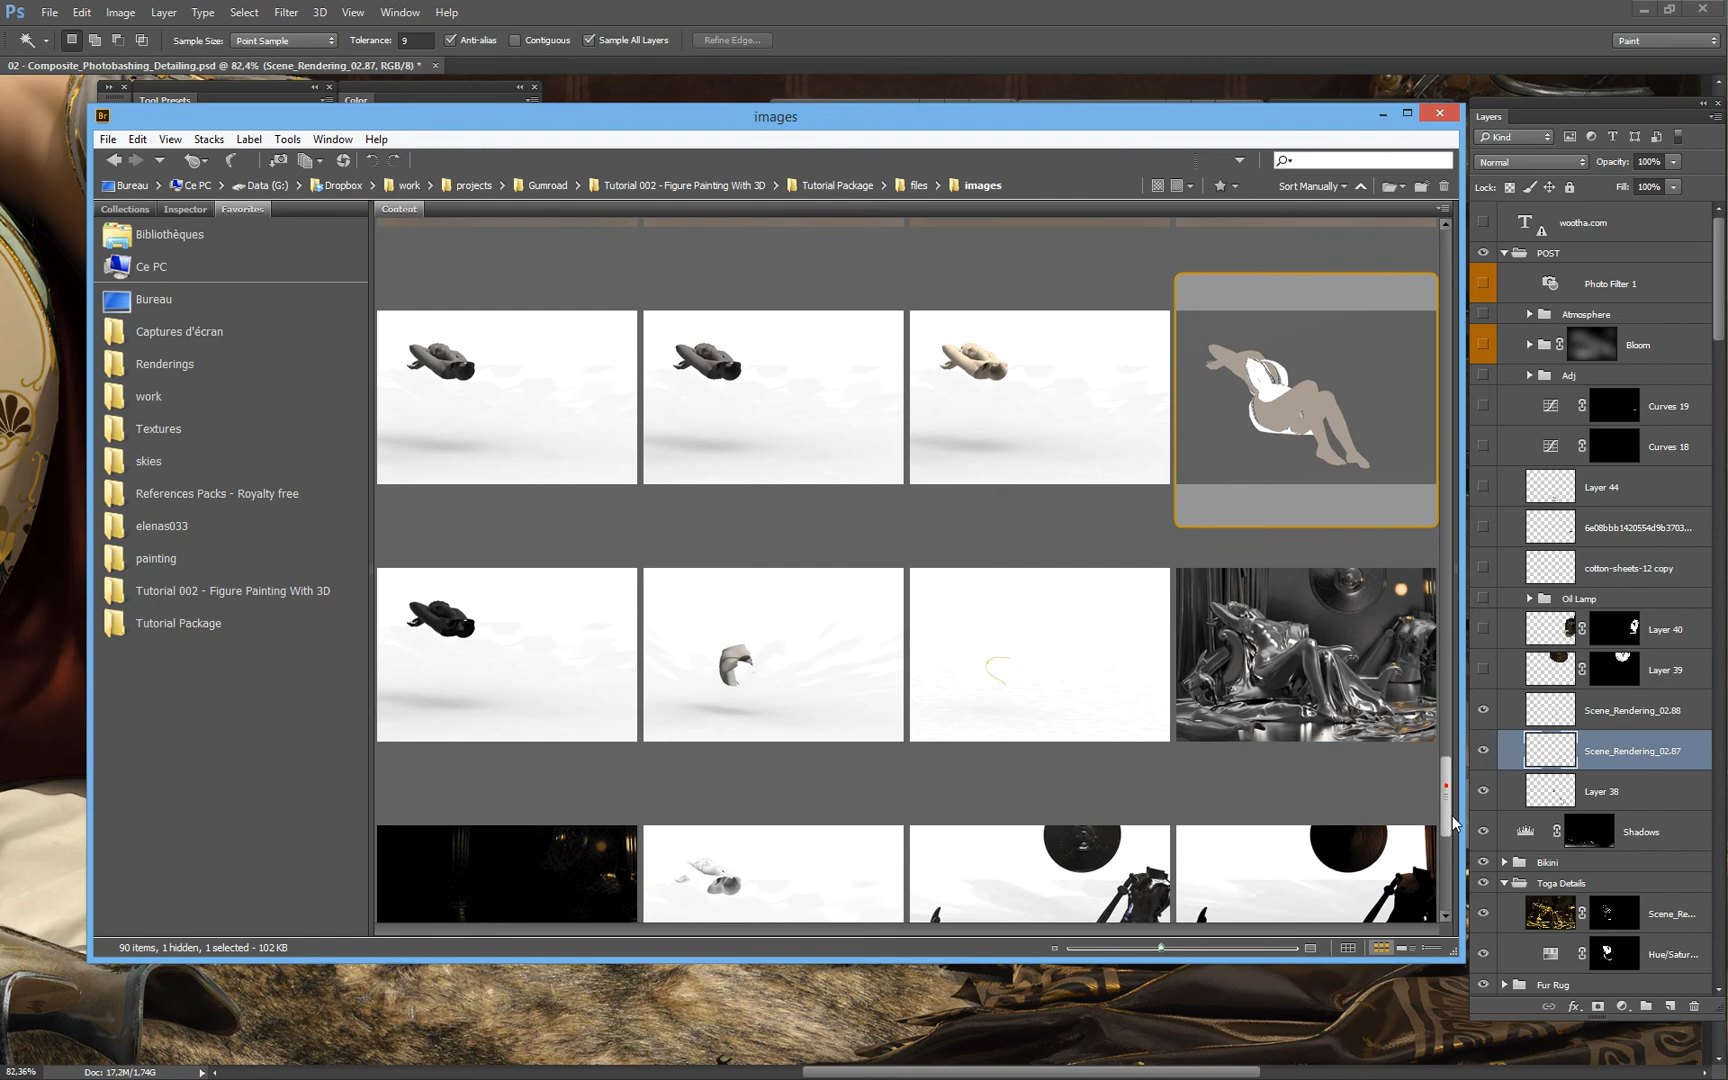 Ps File Edit Image Layer Type Select Filter 3D View Window Help
Sample Size: Point Sample Tolerance: 9 Anti-alias Contiguous Sample All Layers Refine Edge... Paint
02 - Composite_Photobashing_Detailing.psd @ 82,4% (Scene_Rendering_02.87, RGB/8) *
Tool Presets Color
Br images
File Edit View Stacks Label Tools Window Help
Bureau Ce PC Data (G:) Dropbox work projects Gumroad Tutorial 002 - Figure Painting With 3D Tutorial Package files images Sort Manually
Collections Inspector Favorites Content
Bibliothèques
Ce PC
Bureau
Captures d'écran
Renderings
work
Textures
skies
References Packs - Royalty free
elenas033
painting
Tutorial 002 - Figure Painting With 3D
Tutorial Package
90 items, 1 hidden, 1 selected - 102 KB
Layers
Kind
Normal Opacity: 100%
Lock: Fill: 100%
wootha.com
POST
Photo Filter 1
Atmosphere
Bloom
Adj
Curves 19
Curves 18
Layer 44
6e08bbb1420554d9b3703...
cotton-sheets-12 copy
Oil Lamp
Layer 40
Layer 39
Scene_Rendering_02.88
Scene_Rendering_02.87
Layer 38
Shadows
Bikini
Toga Details
Scene_Re...
Hue/Satur...
Fur Rug
82,36% Doc: 17,2M/1,74G